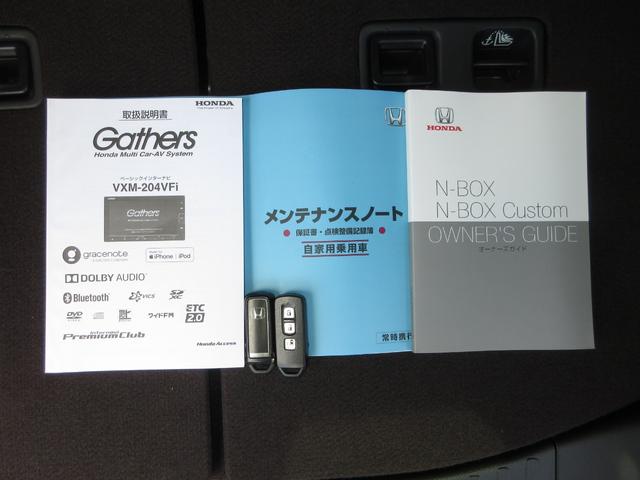 HONDA
取扱説明書
Gathers
Honda Multi Car-AV System
ベーシックインターナビ
VXM-204VFi
Gathers
gracenote
iPhone iPod
DOLBY AUDIO
Bluetooth
VICS
SD XC
DVD
ワイドFM
ETC 2.0
internavi
PremiumClub
Honda Access
メンテナンスノート
保証書・点検整備記録簿
自家用乗用車
常時携行
HONDA
N-BOX
N-BOX Custom
OWNER'S GUIDE
オーナーズガイド